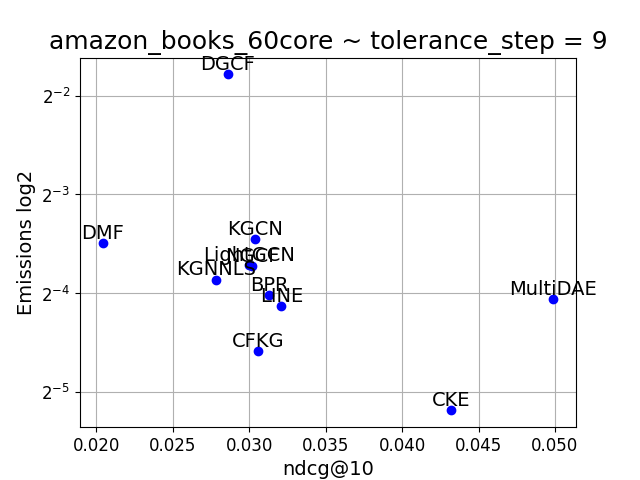 amazon_books_60core ~ tolerance_step = 9
DGCF
2⁻²
2⁻³
DMF
KGCN
LightGCN
KGNNLS
BPR
2⁻⁴
LINE
MultiDAE
CFKG
2⁻⁵
CKE
Emissions log2
0.020 0.025 0.030 0.035 0.040 0.045 0.050
ndcg@10